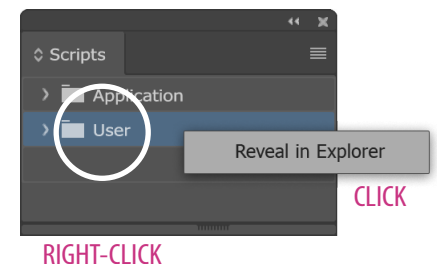 Scripts
Application
User
Reveal in Explorer
CLICK
RIGHT-CLICK